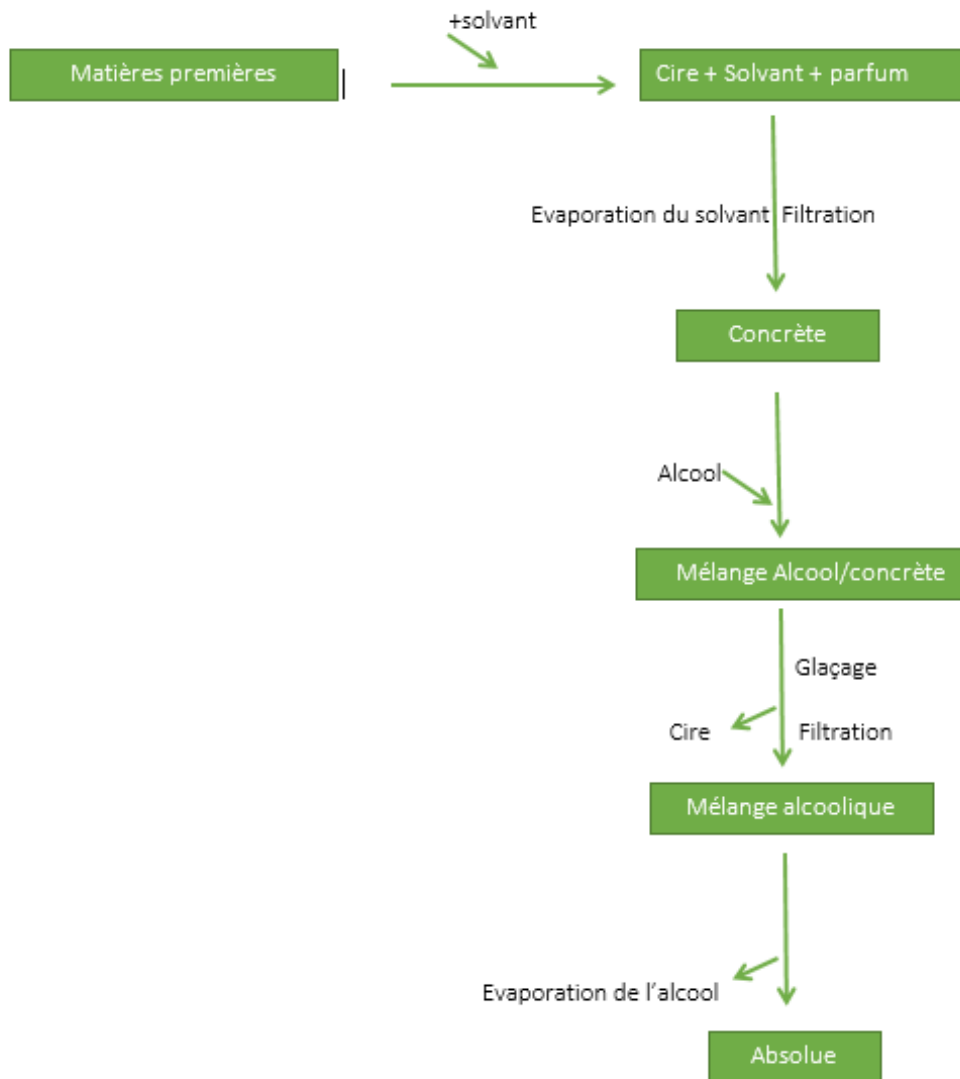 +solvant
Matières premières
Cire + Solvant + parfum
Evaporation du solvant Filtration
Concrète
Alcool
Mélange Alcool/concrète
Glaçage
Cire
Filtration
Mélange alcoolique
Evaporation de l’alcool
Absolue